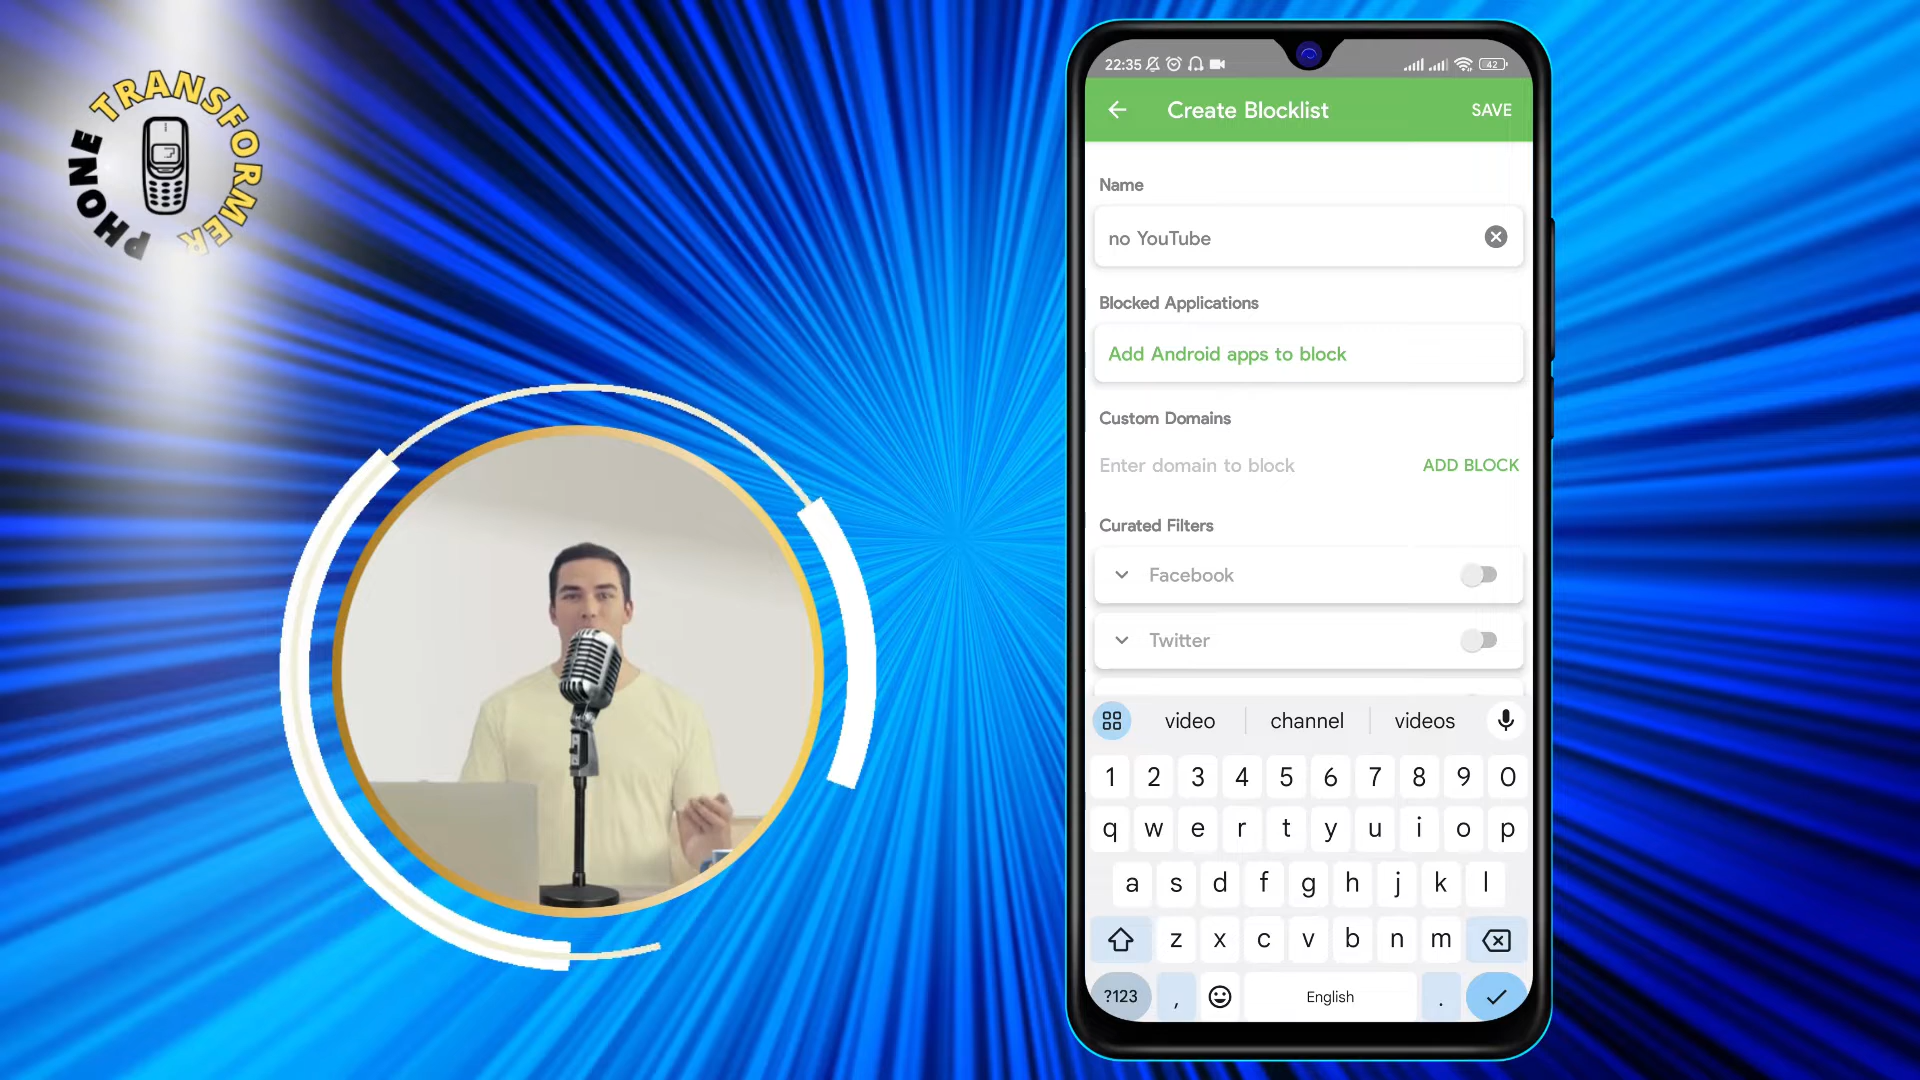 PHONE TRANSFORMER
22:35
42
Create Blocklist
SAVE
Name
no YouTube
Blocked Applications
Add Android apps to block
Custom Domains
Enter domain to block
ADD BLOCK
Curated Filters
Facebook
Twitter
video
channel
videos
1 2 3 4 5 6 7 8 9 0
q w e r t y u i o p
a s d f g h j k l
z x c v b n m
?123 , English .